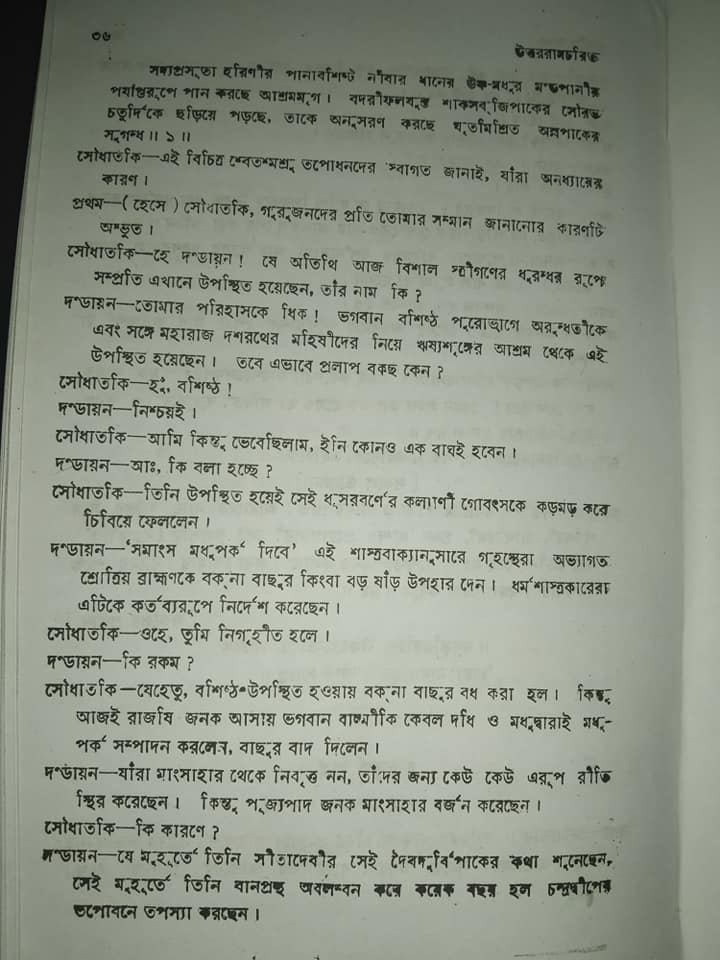 ৩৬
উত্তররামচরিত
সদ্যপ্রসূতা হরিণীর পানাবশিষ্ট নীবার ধানের উষ্ণ-মধুর মণ্ডপানীয়
পর্যাপ্তরূপে পান করছে আশ্রমমৃগ। বদরীফলযুক্ত শাকসবজিপাকের সৌরভ
চতুর্দিকে ছড়িয়ে পড়ছে, তাকে অনুসরণ করছে ঘৃতমিশ্রিত অন্নপাকের
সুগন্ধ॥ ১॥
সৌধাতকি—এই বিচিত্র শ্বেতশ্মশ্রু তপোধনদের স্বাগত জানাই, যাঁরা অনধ্যায়ের
কারণ।
প্রথম—( হেসে ) সৌধাতকি, গুরুজনদের প্রতি তোমার সম্মান জানানোর কারণটি
অদ্ভূত।
সৌধাতকি—হে দণ্ডায়ন! যে অতিথি আজ বিশাল স্ত্রীগণের ধুরন্ধর রূপে
সম্প্রতি এখানে উপস্থিত হয়েছেন, তাঁর নাম কি?
দণ্ডায়ন—তোমার পরিহাসকে ধিক! ভগবান বশিষ্ঠ পুরোভাগে অরুন্ধতীকে
এবং সঙ্গে মহারাজ দশরথের মহিষীদের নিয়ে ঋষ্যশৃঙ্গের আশ্রম থেকে এই
উপস্থিত হয়েছেন। তবে এভাবে প্রলাপ বকছ কেন?
সৌধাতকি—হুঁ, বশিষ্ঠ!
দণ্ডায়ন—নিশ্চয়ই।
সৌধাতকি—আমি কিন্তু ভেবেছিলাম, ইনি কোনও এক বাঘই হবেন।
দণ্ডায়ন—আঃ, কি বলা হচ্ছে?
সৌধাতকি—তিনি উপস্থিত হয়েই সেই ধূসরবর্ণের কল্যাণী গোবৎসকে কড়মড় করে
চিবিয়ে ফেললেন।
দণ্ডায়ন—‘সমাংস মধুপর্ক দিবে’ এই শাস্ত্রবাক্যানুসারে গৃহস্থেরা অভ্যাগত
শ্রোত্রিয় ব্রাহ্মণকে বকনা বাছুর কিংবা বড় ষাঁড় উপহার দেন। ধর্মশাস্ত্রকারেরা
এটিকে কর্তব্যরূপে নির্দেশ করেছেন।
সৌধাতকি—ওহে, তুমি নিগৃহীত হলে।
দণ্ডায়ন—কি রকম?
সৌধাতকি—যেহেতু, বশিষ্ঠ উপস্থিত হওয়ায় বকনা বাছুর বধ করা হল। কিন্তু
আজই রাজর্ষি জনক আসায় ভগবান বাল্মীকি কেবল দধি ও মধুদ্বারাই মধু-
পর্ক সম্পাদন করলেন, বাছুর বাদ দিলেন।
দণ্ডায়ন—যাঁরা মাংসাহার থেকে নিবৃত্ত নন, তাঁদের জন্য কেউ কেউ এরূপ রীতি
স্থির করেছেন। কিন্তু পূজ্যপাদ জনক মাংসাহার বর্জন করেছেন।
সৌধাতকি—কি কারণে?
দণ্ডায়ন—যে মুহূর্তে তিনি সীতাদেবীর সেই দৈবদুর্বিপাকের কথা শুনেছেন,
সেই মুহূর্তে তিনি বানপ্রস্থ অবলম্বন করে কয়েক বছর হল চন্দ্রদ্বীপের
তপোবনে তপস্যা করছেন।